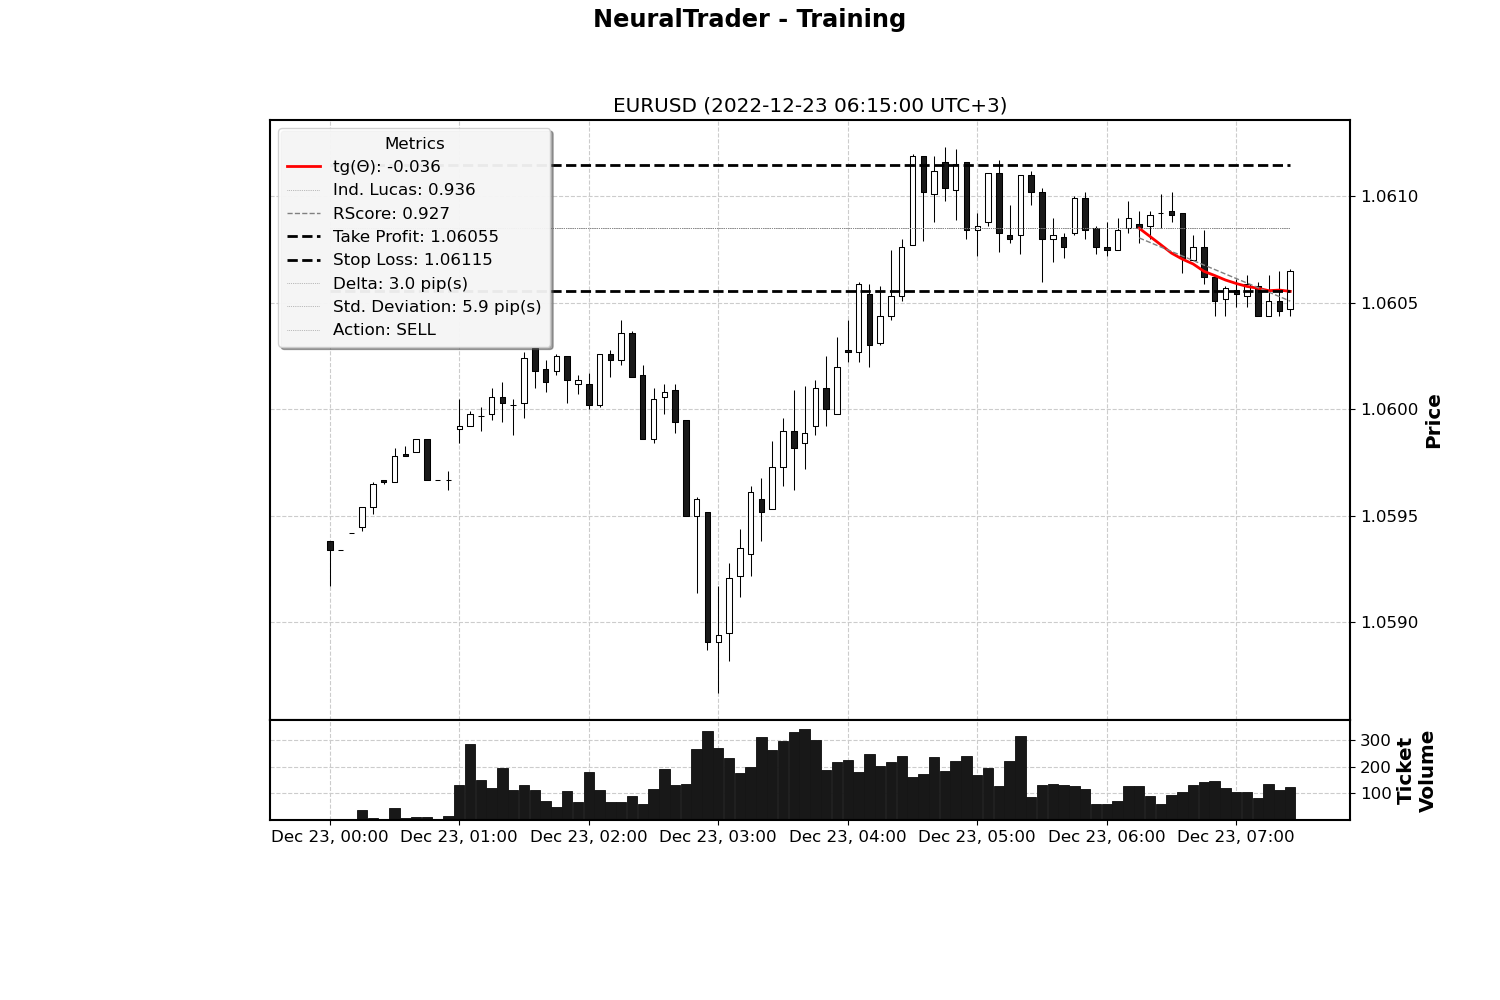 NeuralTrader - Training
EURUSD (2022-12-23 06:15:00 UTC+3)
Metrics
tg(Θ): -0.036
Ind. Lucas: 0.936
RScore: 0.927
Take Profit: 1.06055
Stop Loss: 1.06115
Delta: 3.0 pip(s)
Std. Deviation: 5.9 pip(s)
Action: SELL
1.0610
1.0605
1.0600
1.0595
1.0590
Price
300
200
100
Ticket
Volume
Dec 23, 00:00 Dec 23, 01:00 Dec 23, 02:00 Dec 23, 03:00 Dec 23, 04:00 Dec 23, 05:00 Dec 23, 06:00 Dec 23, 07:00